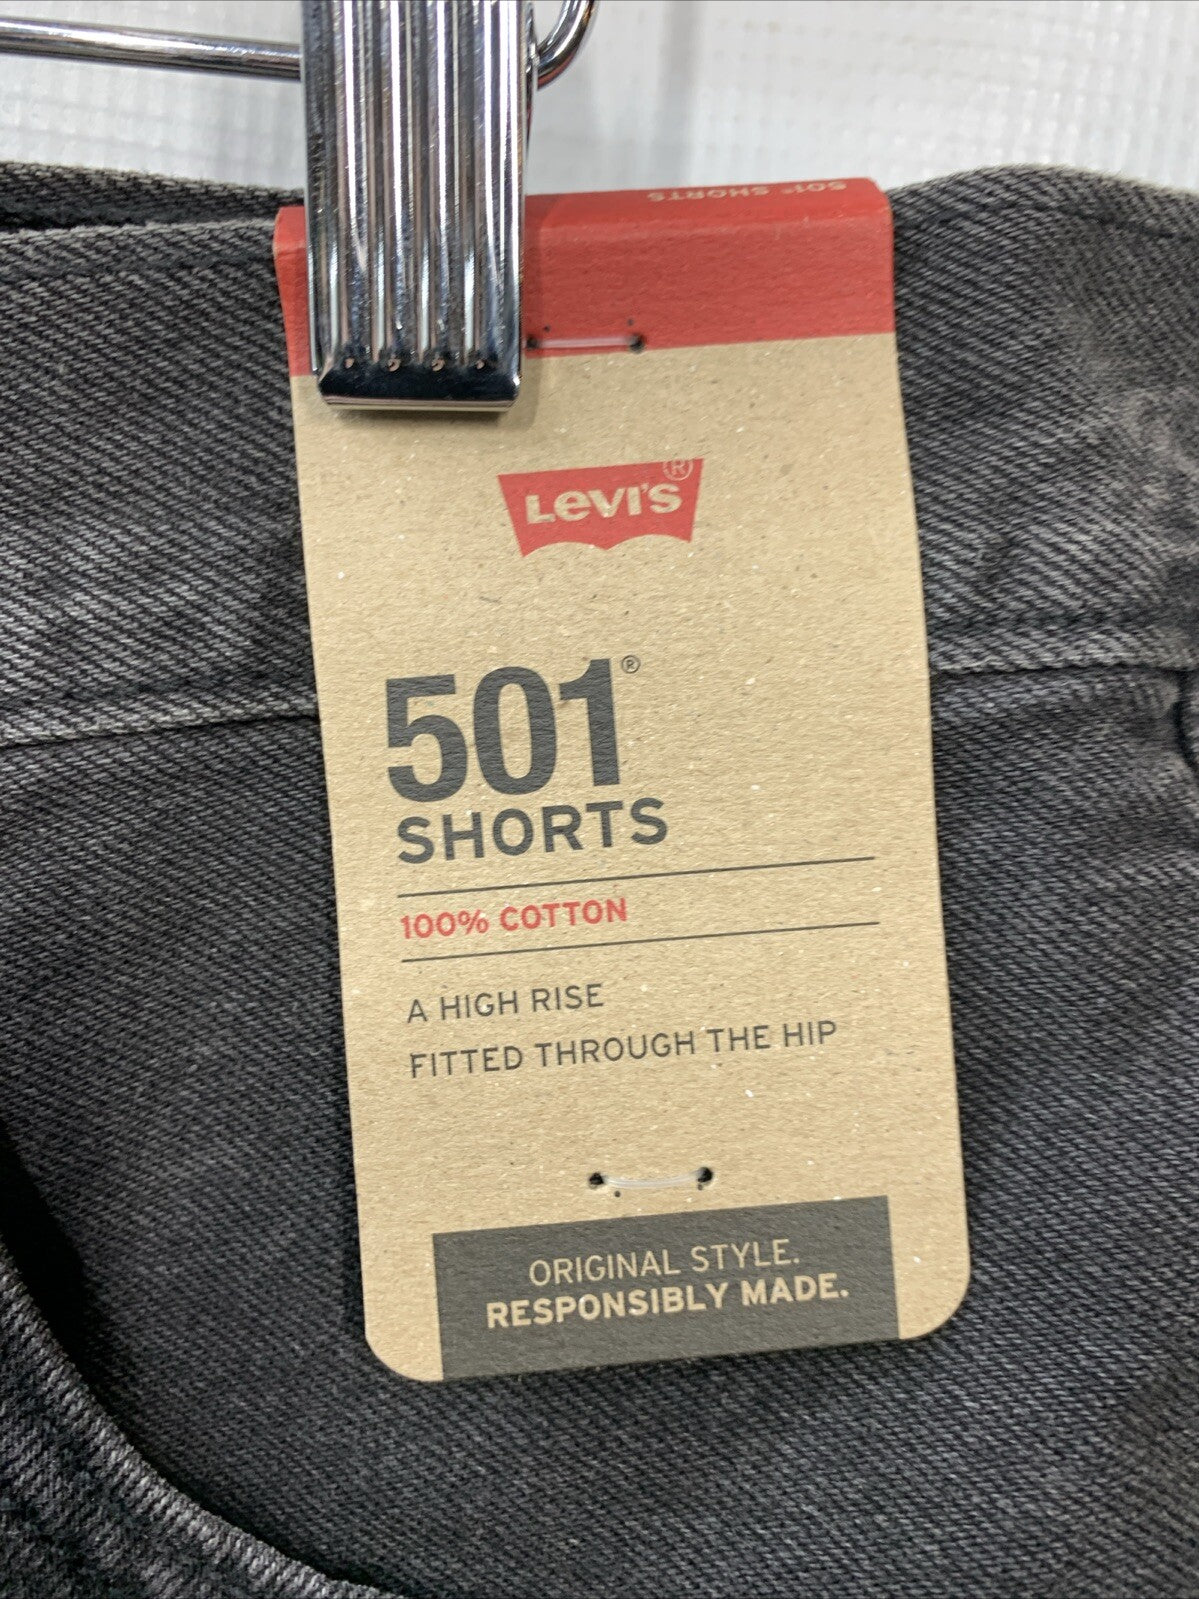 501® SHORTS
LEVI'S®
501®
SHORTS
100% COTTON
A HIGH RISE
FITTED THROUGH THE HIP
ORIGINAL STYLE.
RESPONSIBLY MADE.